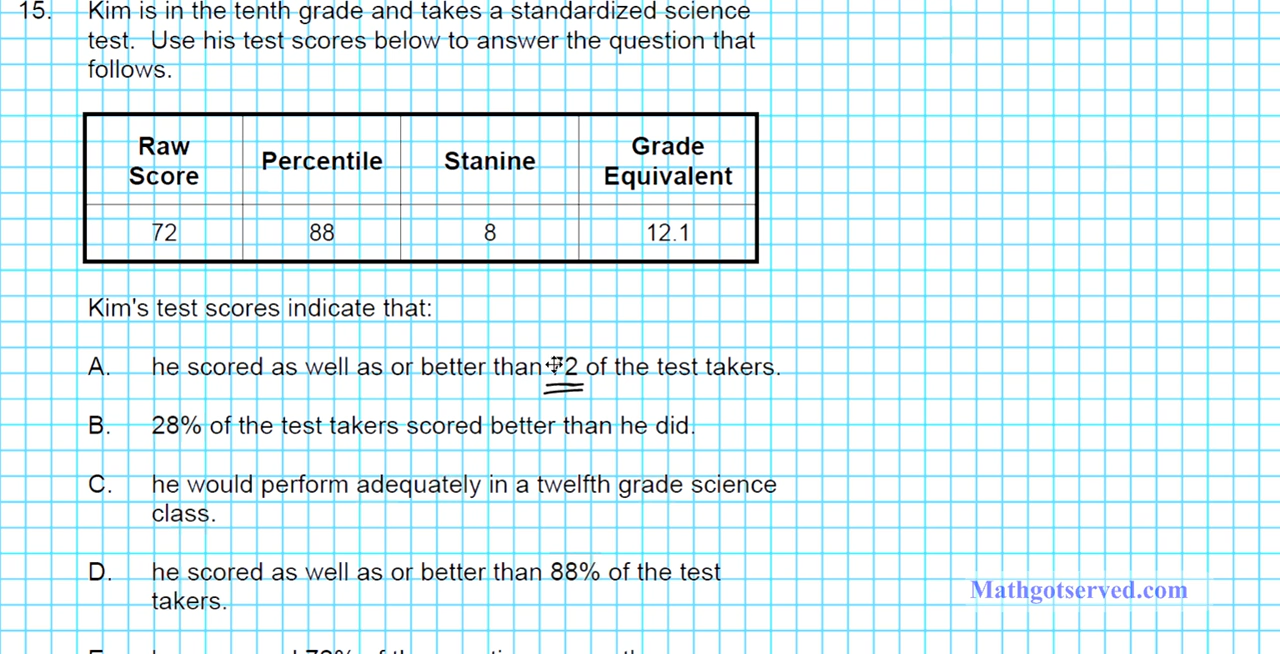 15. Kim is in the tenth grade and takes a standardized science
test. Use his test scores below to answer the question that
follows.
Raw Score Percentile Stanine Grade Equivalent
72 88 8 12.1
Kim's test scores indicate that:
A. he scored as well as or better than 72 of the test takers.
B. 28% of the test takers scored better than he did.
C. he would perform adequately in a twelfth grade science
class.
D. he scored as well as or better than 88% of the test
takers.
Mathgotserved.com